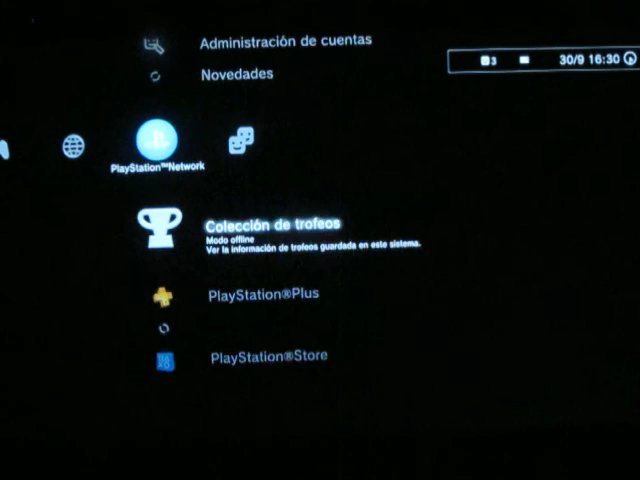 Administración de cuentas
Novedades
3 30/9 16:30
PlayStation™Network
Colección de trofeos
Modo offline
Ver la información de trofeos guardada en este sistema.
PlayStation®Plus
PlayStation®Store